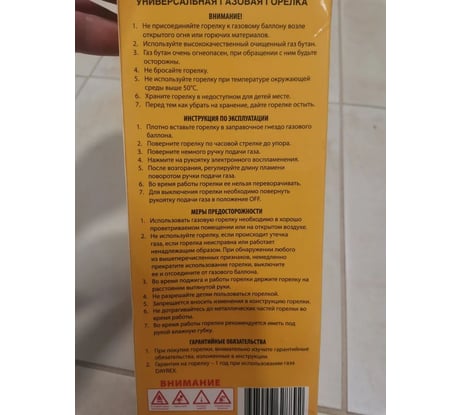 УНИВЕРСАЛЬНАЯ ГАЗОВАЯ ГОРЕЛКА
ВНИМАНИЕ!
1. Не присоединяйте горелку к газовому баллону возле
открытого огня или горючих материалов.
2. Используйте высококачественный очищенный газ бутан.
3. Газ бутан очень огнеопасен, при обращении с ним будьте
осторожны.
4. Не бросайте горелку.
5. Не используйте горелку при температуре окружающей
среды выше 50°С.
6. Храните горелку в недоступном для детей месте.
7. Перед тем как убрать на хранение, дайте горелке остыть.
ИНСТРУКЦИЯ ПО ЭКСПЛУАТАЦИИ
1. Плотно вставьте горелку в заправочное гнездо газового
баллона.
2. Поверните горелку по часовой стрелке до упора.
3. Поверните немного ручку подачи газа.
4. Нажмите на рукоятку электронного воспламенения.
5. После возгорания, регулируйте длину пламени
поворотом ручки подачи газа.
6. Во время работы горелки ее нельзя переворачивать.
7. Для выключения горелки необходимо повернуть
рукоятку подачи газа в положение OFF.
МЕРЫ ПРЕДОСТОРОЖНОСТИ
1. Использовать газовую горелку необходимо в хорошо
проветриваемом помещении или на открытом воздухе.
2. Не используйте горелку, если происходит утечка
газа, если горелка неисправна или работает
ненадлежащим образом. При обнаружении любого
из вышеперечисленных признаков, немедленно
прекратите использование горелки, выключите
ее и отсоедините от газового баллона.
3. Во время поджига и работы горелки держите горелку на
расстоянии вытянутой руки.
4. Не разрешайте детям пользоваться горелкой.
5. Запрещается вносить изменения в конструкцию горелки.
6. Не дотрагивайтесь до металлических частей горелки во
время работы.
7. Во время работы горелки рекомендуется иметь под
рукой влажную губку.
ГАРАНТИЙНЫЕ ОБЯЗАТЕЛЬСТВА
1. При покупке горелки, внимательно изучите гарантийные
обязательства, изложенные в инструкции.
2. Гарантия на горелку – 1 год при использовании газа
DAYREX.
ВНИМАНИЕ